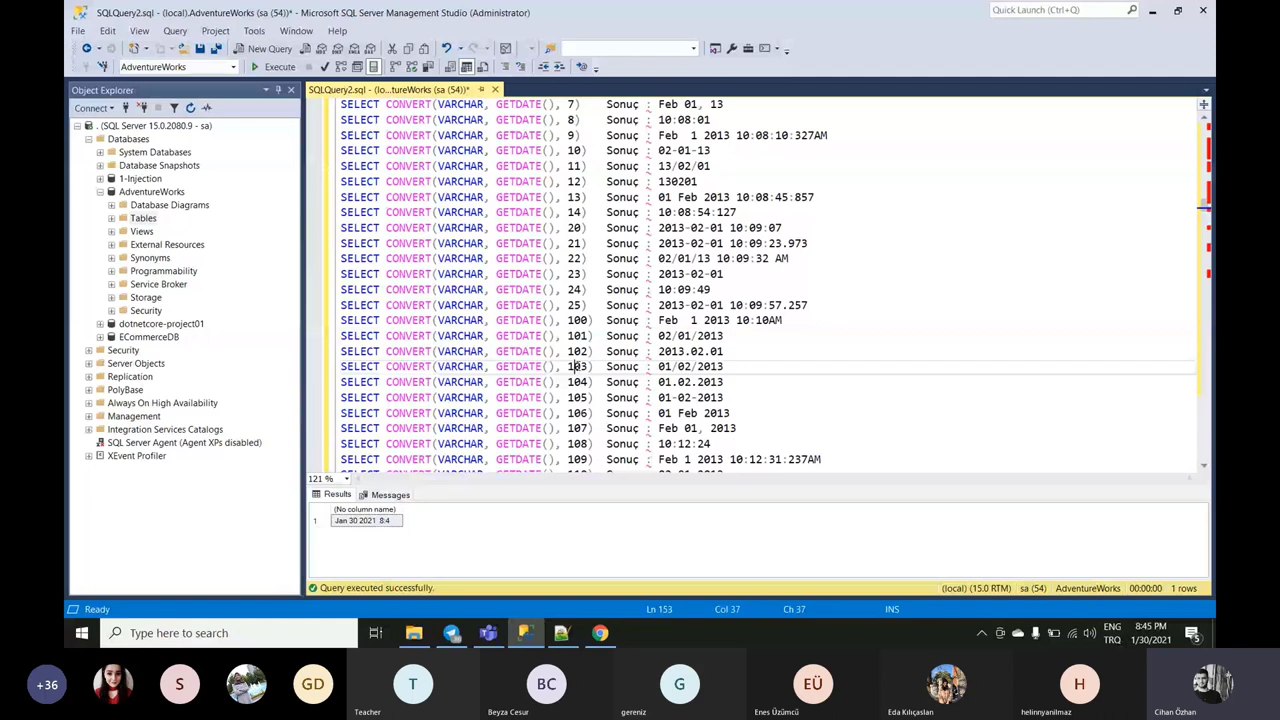 SQLQuery2.sql - (local).AdventureWorks (sa (54))* - Microsoft SQL Server Management Studio (Administrator)
Quick Launch (Ctrl+Q)
File Edit View Query Project Tools Window Help
New Query
AdventureWorks Execute
Object Explorer
SQLQuery2.sql - (lo...tureWorks (sa (54))*
Connect
. (SQL Server 15.0.2080.9 - sa)
Databases
System Databases
Database Snapshots
1-Injection
AdventureWorks
Database Diagrams
Tables
Views
External Resources
Synonyms
Programmability
Service Broker
Storage
Security
dotnetcore-project01
ECommerceDB
Security
Server Objects
Replication
PolyBase
Always On High Availability
Management
Integration Services Catalogs
SQL Server Agent (Agent XPs disabled)
XEvent Profiler
SELECT CONVERT(VARCHAR, GETDATE(), 7) Sonuç : Feb 01, 13
SELECT CONVERT(VARCHAR, GETDATE(), 8) Sonuç : 10:08:01
SELECT CONVERT(VARCHAR, GETDATE(), 9) Sonuç : Feb 1 2013 10:08:10:327AM
SELECT CONVERT(VARCHAR, GETDATE(), 10) Sonuç : 02-01-13
SELECT CONVERT(VARCHAR, GETDATE(), 11) Sonuç : 13/02/01
SELECT CONVERT(VARCHAR, GETDATE(), 12) Sonuç : 130201
SELECT CONVERT(VARCHAR, GETDATE(), 13) Sonuç : 01 Feb 2013 10:08:45:857
SELECT CONVERT(VARCHAR, GETDATE(), 14) Sonuç : 10:08:54:127
SELECT CONVERT(VARCHAR, GETDATE(), 20) Sonuç : 2013-02-01 10:09:07
SELECT CONVERT(VARCHAR, GETDATE(), 21) Sonuç : 2013-02-01 10:09:23.973
SELECT CONVERT(VARCHAR, GETDATE(), 22) Sonuç : 02/01/13 10:09:32 AM
SELECT CONVERT(VARCHAR, GETDATE(), 23) Sonuç : 2013-02-01
SELECT CONVERT(VARCHAR, GETDATE(), 24) Sonuç : 10:09:49
SELECT CONVERT(VARCHAR, GETDATE(), 25) Sonuç : 2013-02-01 10:09:57.257
SELECT CONVERT(VARCHAR, GETDATE(), 100) Sonuç : Feb 1 2013 10:10AM
SELECT CONVERT(VARCHAR, GETDATE(), 101) Sonuç : 02/01/2013
SELECT CONVERT(VARCHAR, GETDATE(), 102) Sonuç : 2013.02.01
SELECT CONVERT(VARCHAR, GETDATE(), 103) Sonuç : 01/02/2013
SELECT CONVERT(VARCHAR, GETDATE(), 104) Sonuç : 01.02.2013
SELECT CONVERT(VARCHAR, GETDATE(), 105) Sonuç : 01-02-2013
SELECT CONVERT(VARCHAR, GETDATE(), 106) Sonuç : 01 Feb 2013
SELECT CONVERT(VARCHAR, GETDATE(), 107) Sonuç : Feb 01, 2013
SELECT CONVERT(VARCHAR, GETDATE(), 108) Sonuç : 10:12:24
SELECT CONVERT(VARCHAR, GETDATE(), 109) Sonuç : Feb 1 2013 10:12:31:237AM
121 %
Results Messages
(No column name)
1 Jan 30 2021 8:4
Query executed successfully. (local) (15.0 RTM) sa (54) AdventureWorks 00:00:00 1 rows
Ready Ln 153 Col 37 Ch 37 INS
Type here to search
ENG 8:45 PM
TRQ 1/30/2021
5
+36 S GD T BC G EÜ H
Teacher Beyza Cesur gereniz Enes Üzümcü Eda Kılıçaslan helinnyanilmaz Cihan Özhan